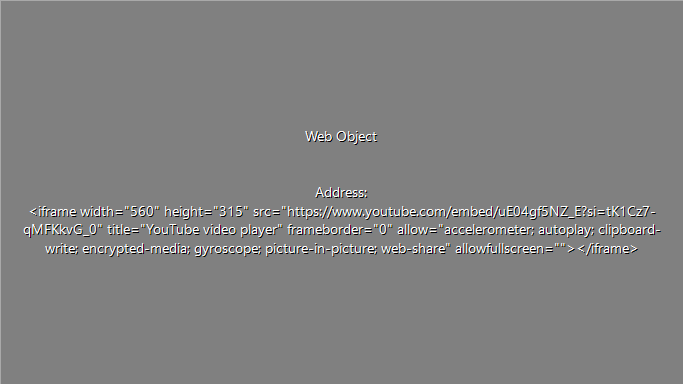 Web Object
Address:
<iframe width="560" height="315" src="https://www.youtube.com/embed/uE04gf5NZ_E?si=tK1Cz7-
qMFKkvG_0" title="YouTube video player" frameborder="0" allow="accelerometer; autoplay; clipboard-
write; encrypted-media; gyroscope; picture-in-picture; web-share" allowfullscreen=""></iframe>